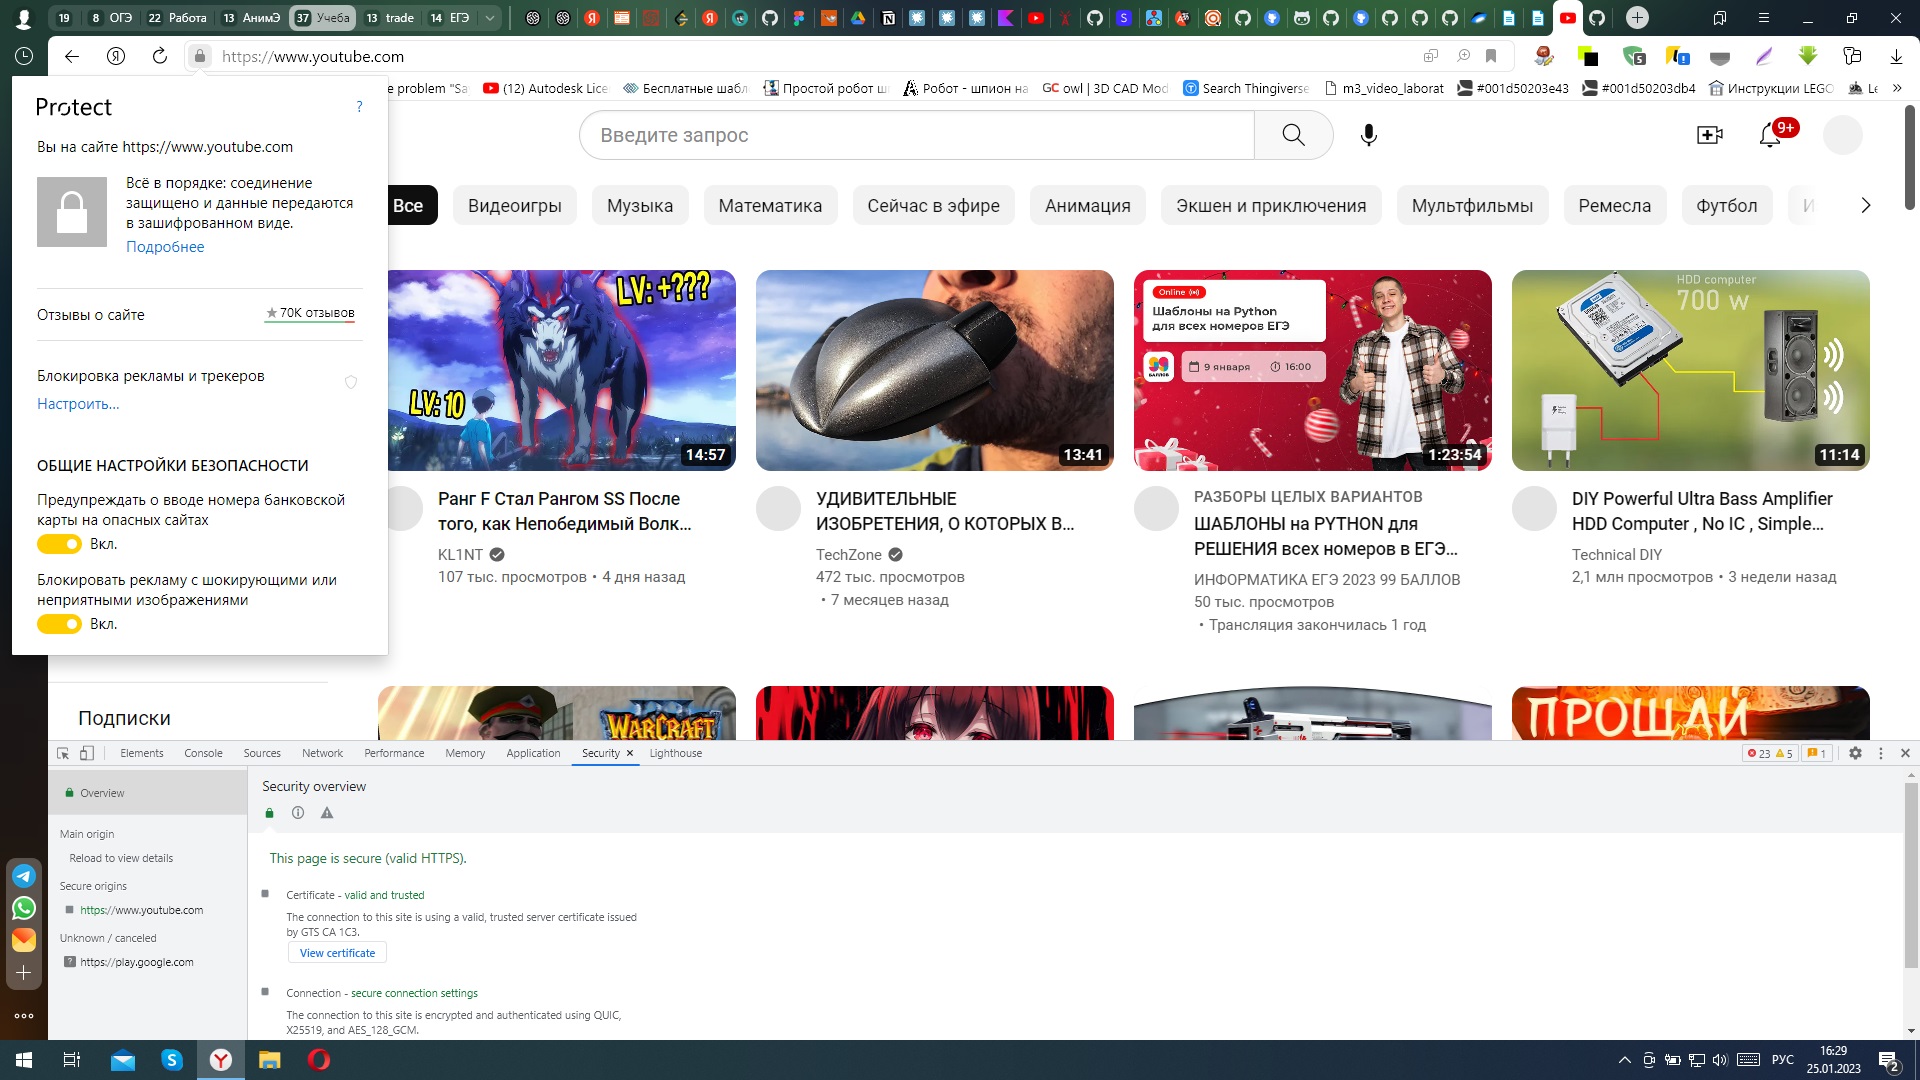 19
8 ОГЭ
22 Работа
13 АнимЭ
37 Учеба
13 trade
14 ЕГЭ
https://www.youtube.com
e problem "Sa
(12) Autodesk Lice
Бесплатные шабл
Простой робот ш
Робот - шпион на
GC owl | 3D CAD Mod
Search Thingiverse
m3_video_laborat
#001d50203e43
#001d50203db4
Инструкции LEGO
Protect
?
Вы на сайте https://www.youtube.com
Всё в порядке: соединение
защищено и данные передаются
в зашифрованном виде.
Подробнее
Отзывы о сайте
70K отзывов
Блокировка рекламы и трекеров
Настроить...
ОБЩИЕ НАСТРОЙКИ БЕЗОПАСНОСТИ
Предупреждать о вводе номера банковской
карты на опасных сайтах
Вкл.
Блокировать рекламу с шокирующими или
неприятными изображениями
Вкл.
Введите запрос
9+
Все
Видеоигры
Музыка
Математика
Сейчас в эфире
Анимация
Экшен и приключения
Мультфильмы
Ремесла
Футбол
LV: +???
LV: 10
14:57
13:41
Online
Шаблоны на Python
для всех номеров ЕГЭ
БАЛЛОВ
9 января
16:00
1:23:54
HDD computer
700 w
11:14
Ранг F Стал Рангом SS После
того, как Непобедимый Волк...
KL1NT
107 тыс. просмотров • 4 дня назад
УДИВИТЕЛЬНЫЕ
ИЗОБРЕТЕНИЯ, О КОТОРЫХ В...
TechZone
472 тыс. просмотров
• 7 месяцев назад
РАЗБОРЫ ЦЕЛЫХ ВАРИАНТОВ
ШАБЛОНЫ на PYTHON для
РЕШЕНИЯ всех номеров в ЕГЭ...
ИНФОРМАТИКА ЕГЭ 2023 99 БАЛЛОВ
50 тыс. просмотров
• Трансляция закончилась 1 год
DIY Powerful Ultra Bass Amplifier
HDD Computer , No IC , Simple...
Technical DIY
2,1 млн просмотров • 3 недели назад
Подписки
WARCRAFT
ПРОЩАЙ
Elements
Console
Sources
Network
Performance
Memory
Application
Security
Lighthouse
23
5
1
Overview
Main origin
Reload to view details
Secure origins
https://www.youtube.com
Unknown / canceled
https://play.google.com
Security overview
This page is secure (valid HTTPS).
Certificate - valid and trusted
The connection to this site is using a valid, trusted server certificate issued
by GTS CA 1C3.
View certificate
Connection - secure connection settings
The connection to this site is encrypted and authenticated using QUIC,
X25519, and AES_128_GCM.
РУС
16:29
25.01.2023
2